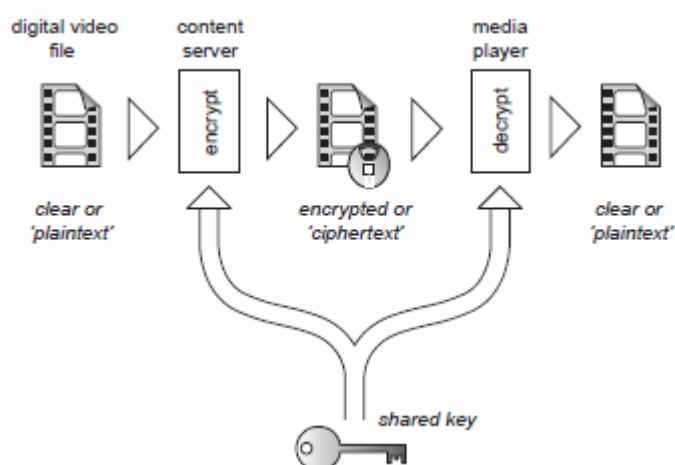 digital video
file
content
server
media
player
encrypt
decrypt
clear or
'plaintext'
encrypted or
'ciphertext'
clear or
'plaintext'
shared key